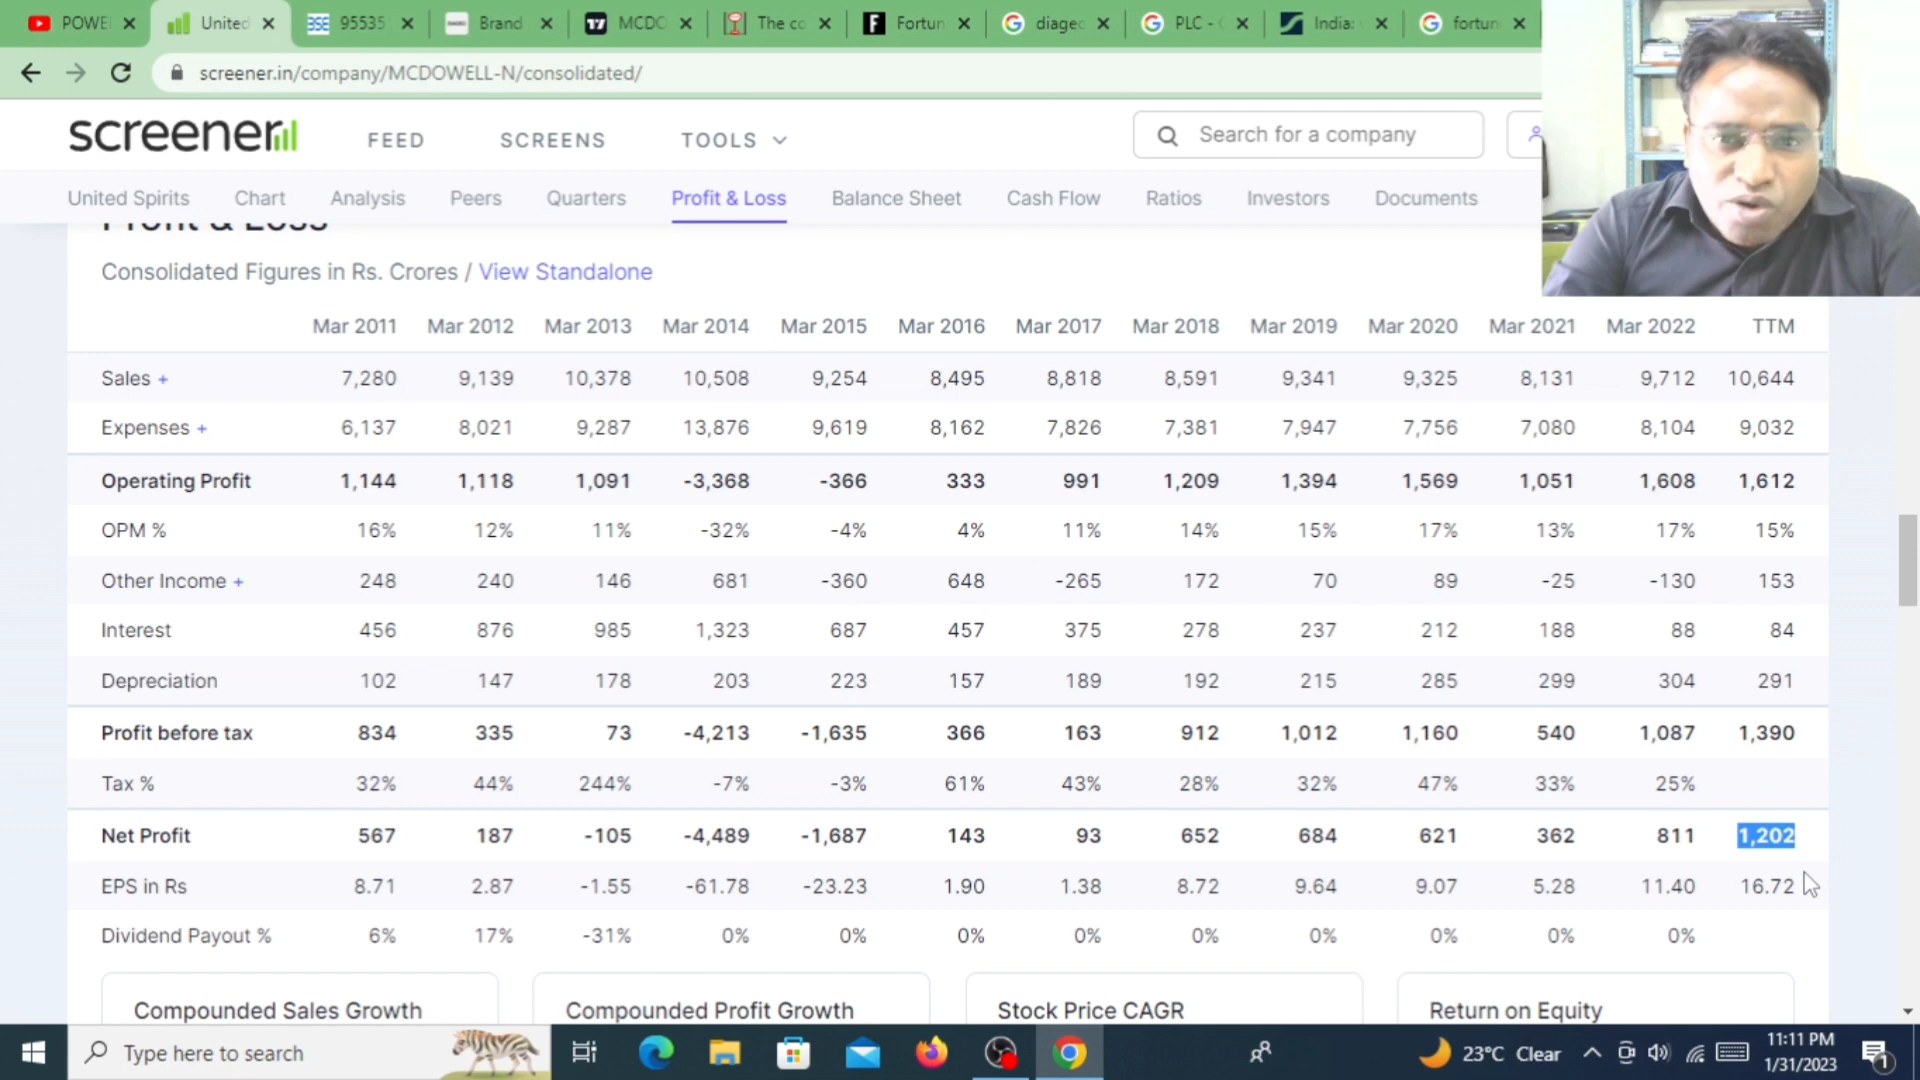 POWE United 95535 Brand MCDO The co Fortun diageo PLC - India: fortun
screener.in/company/MCDOWELL-N/consolidated/
screener FEED SCREENS TOOLS Search for a company
United Spirits Chart Analysis Peers Quarters Profit & Loss Balance Sheet Cash Flow Ratios Investors Documents
Profit & Loss
Consolidated Figures in Rs. Crores / View Standalone
Mar 2011 Mar 2012 Mar 2013 Mar 2014 Mar 2015 Mar 2016 Mar 2017 Mar 2018 Mar 2019 Mar 2020 Mar 2021 Mar 2022 TTM
Sales + 7,280 9,139 10,378 10,508 9,254 8,495 8,818 8,591 9,341 9,325 8,131 9,712 10,644
Expenses + 6,137 8,021 9,287 13,876 9,619 8,162 7,826 7,381 7,947 7,756 7,080 8,104 9,032
Operating Profit 1,144 1,118 1,091 -3,368 -366 333 991 1,209 1,394 1,569 1,051 1,608 1,612
OPM % 16% 12% 11% -32% -4% 4% 11% 14% 15% 17% 13% 17% 15%
Other Income + 248 240 146 681 -360 648 -265 172 70 89 -25 -130 153
Interest 456 876 985 1,323 687 457 375 278 237 212 188 88 84
Depreciation 102 147 178 203 223 157 189 192 215 285 299 304 291
Profit before tax 834 335 73 -4,213 -1,635 366 163 912 1,012 1,160 540 1,087 1,390
Tax % 32% 44% 244% -7% -3% 61% 43% 28% 32% 47% 33% 25%
Net Profit 567 187 -105 -4,489 -1,687 143 93 652 684 621 362 811 1,202
EPS in Rs 8.71 2.87 -1.55 -61.78 -23.23 1.90 1.38 8.72 9.64 9.07 5.28 11.40 16.72
Dividend Payout % 6% 17% -31% 0% 0% 0% 0% 0% 0% 0% 0% 0%
Compounded Sales Growth Compounded Profit Growth Stock Price CAGR Return on Equity
Type here to search 23°C Clear 11:11 PM
1/31/2023 1